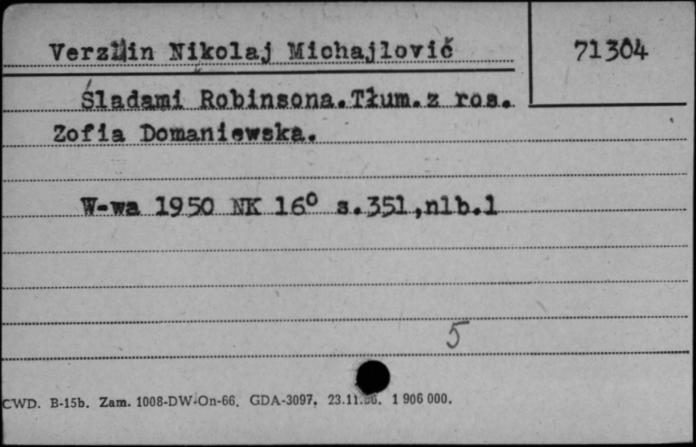 Verzilin Nikolaj Michajlovič 71304
Śladami Robinsona.Tłum.z ros.
Zofia Domaniewska.
W-wa 1950 NK 16⁰ s.351,nlb.1
5
CWD. B-15b. Zam. 1008-DW-On-66. GDA-3097. 1 906 000.